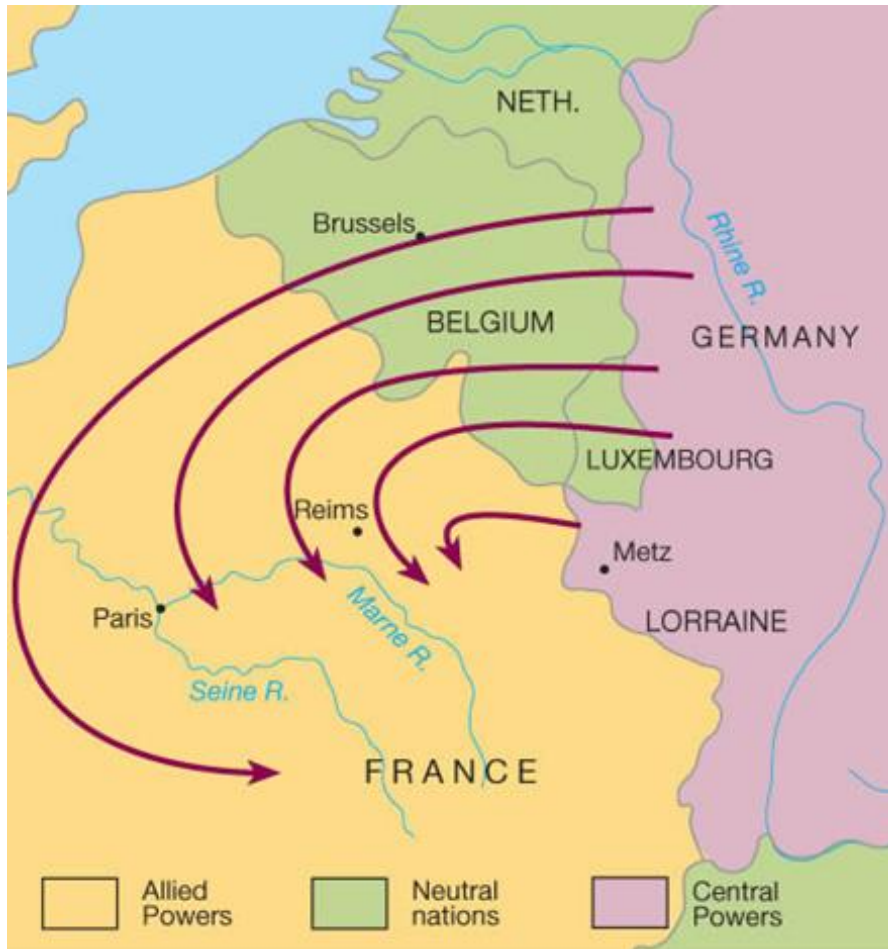 NETH.
Brussels
Rhine R.
BELGIUM
GERMANY
LUXEMBOURG
Reims
Metz
Paris
Marne R.
LORRAINE
Seine R.
FRANCE
Allied
Powers
Neutral
nations
Central
Powers